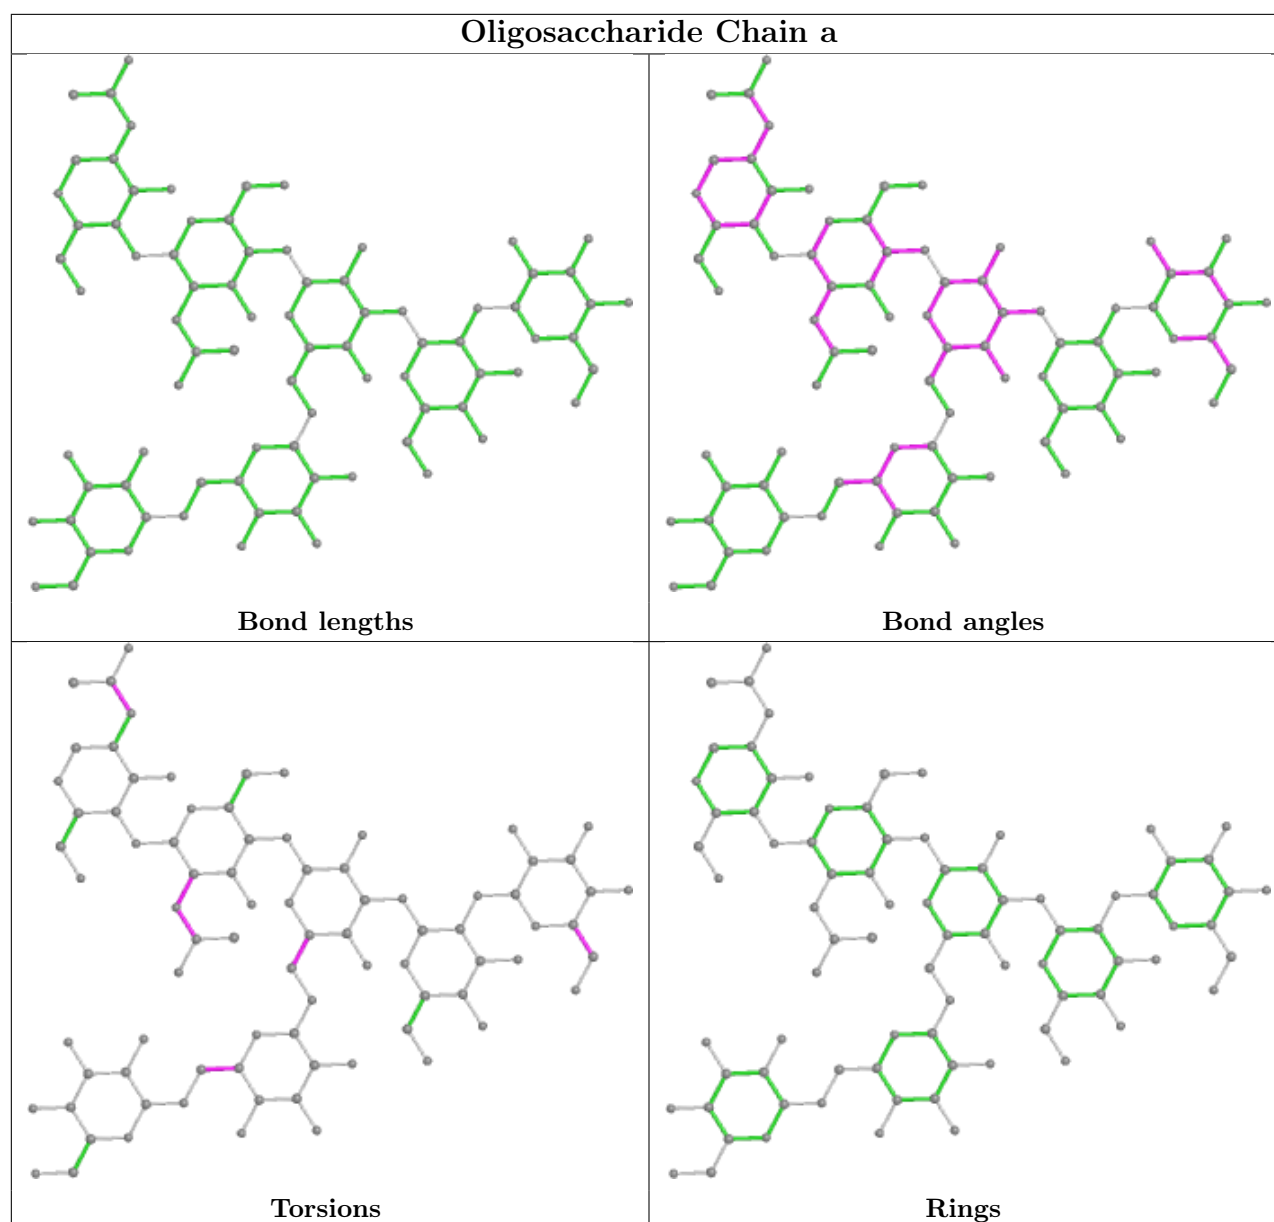 Oligosaccharide Chain a
Bond lengths
Bond angles
Torsions
Rings